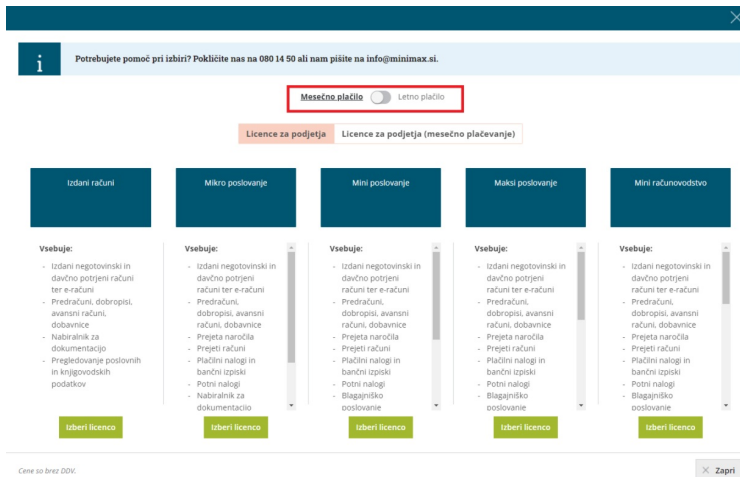 i
Potrebujete pomoč pri izbiri? Pokličite nas na 080 14 50 ali nam pišite na info@minimax.si.
Mesečno plačilo Letno plačilo
Licence za podjetja Licence za podjetja (mesečno plačevanje)
Izdani računi
Vsebuje:
- Izdani negotovinski in
davčno potrjeni računi
ter e-računi
- Predračuni, dobropisi,
avansni računi,
dobavnice
- Nabiralnik za
dokumentacijo
- Pregledovanje poslovnih
in knjigovodskih
podatkov
Izberi licenco
Mikro poslovanje
Vsebuje:
- Izdani negotovinski in
davčno potrjeni
računi ter e-računi
- Predračuni,
dobropisi, avansni
računi, dobavnice
- Prejeta naročila
- Prejeti računi
- Plačilni nalogi in
bančni izpiski
- Potni nalogi
- Nabiralnik za
dokumentacijo
Izberi licenco
Mini poslovanje
Vsebuje:
- Izdani negotovinski in
davčno potrjeni
računi ter e-računi
- Predračuni,
dobropisi, avansni
računi, dobavnice
- Prejeta naročila
- Prejeti računi
- Plačilni nalogi in
bančni izpiski
- Potni nalogi
- Blagajniško
poslovanje
Izberi licenco
Maksi poslovanje
Vsebuje:
- Izdani negotovinski in
davčno potrjeni
računi ter e-računi
- Predračuni,
dobropisi, avansni
računi, dobavnice
- Prejeta naročila
- Prejeti računi
- Plačilni nalogi in
bančni izpiski
- Potni nalogi
- Blagajniško
poslovanje
Izberi licenco
Mini računovodstvo
Vsebuje:
- Izdani negotovinski in
davčno potrjeni
računi ter e-računi
- Predračuni,
dobropisi, avansni
računi, dobavnice
- Prejeta naročila
- Prejeti računi
- Plačilni nalogi in
bančni izpiski
- Potni nalogi
- Blagajniško
poslovanje
Izberi licenco
Cene so brez DDV.
Zapri